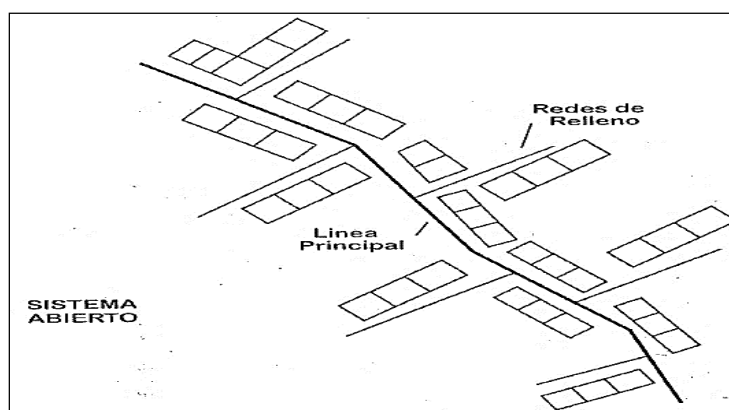 Redes de
Relleno
Linea
Principal
SISTEMA
ABIERTO